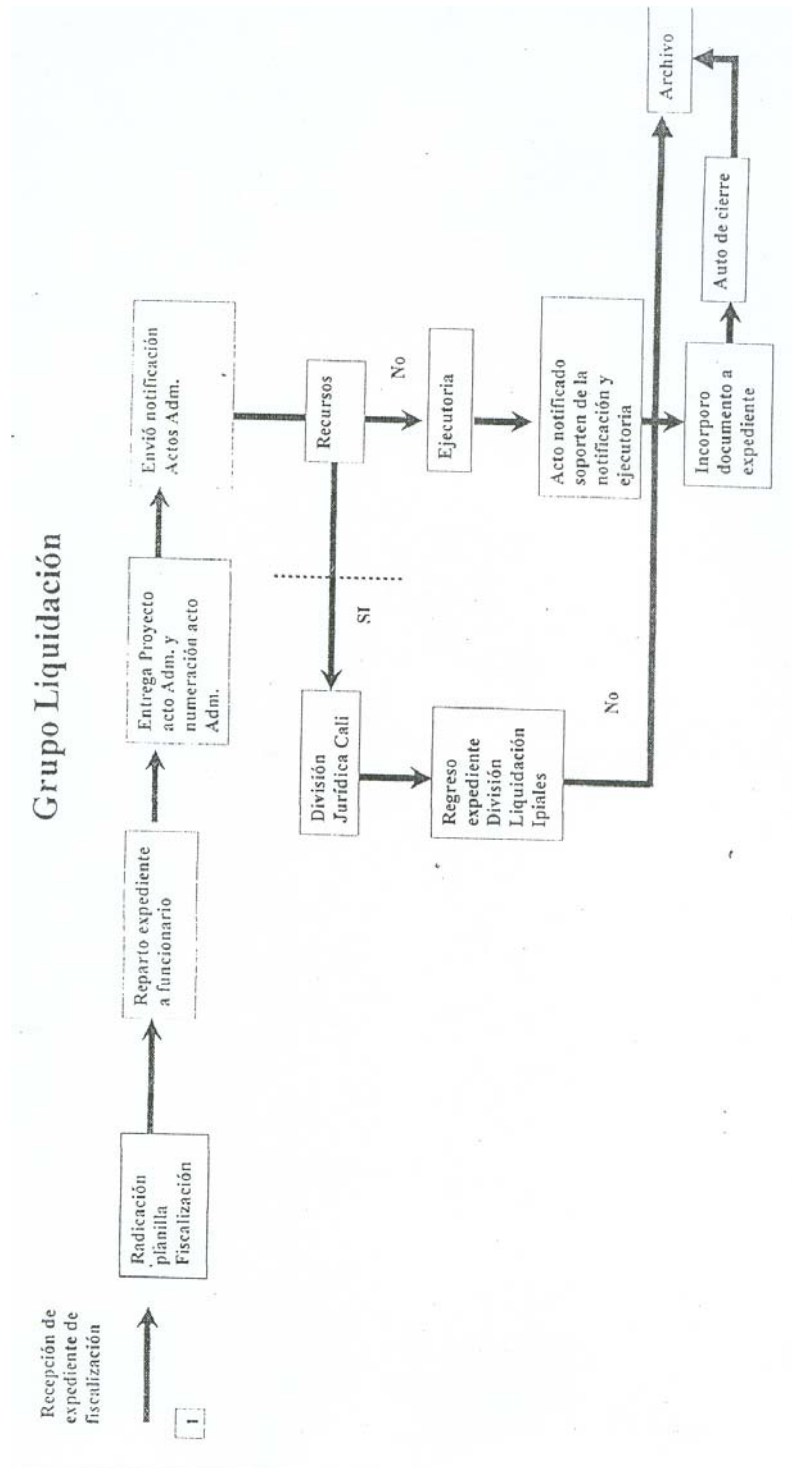 Grupo Liquidación
Recepción de
expediente de
fiscalización
1
Radicación
planilla
Fiscalización
Reparto expediente
a funcionario
Entrega Proyecto
acto Adm. y
numeración acto
Adm.
Envió notificación
Actos Adm.
Recursos
SI
No
División
Jurídica Cali
Ejecutoria
Regreso
expediente
División
Liquidación
Ipiales
No
Acto notificado
soporten de la
notificación y
ejecutoria
Incorporo
documento a
expediente
Auto de cierre
Archivo